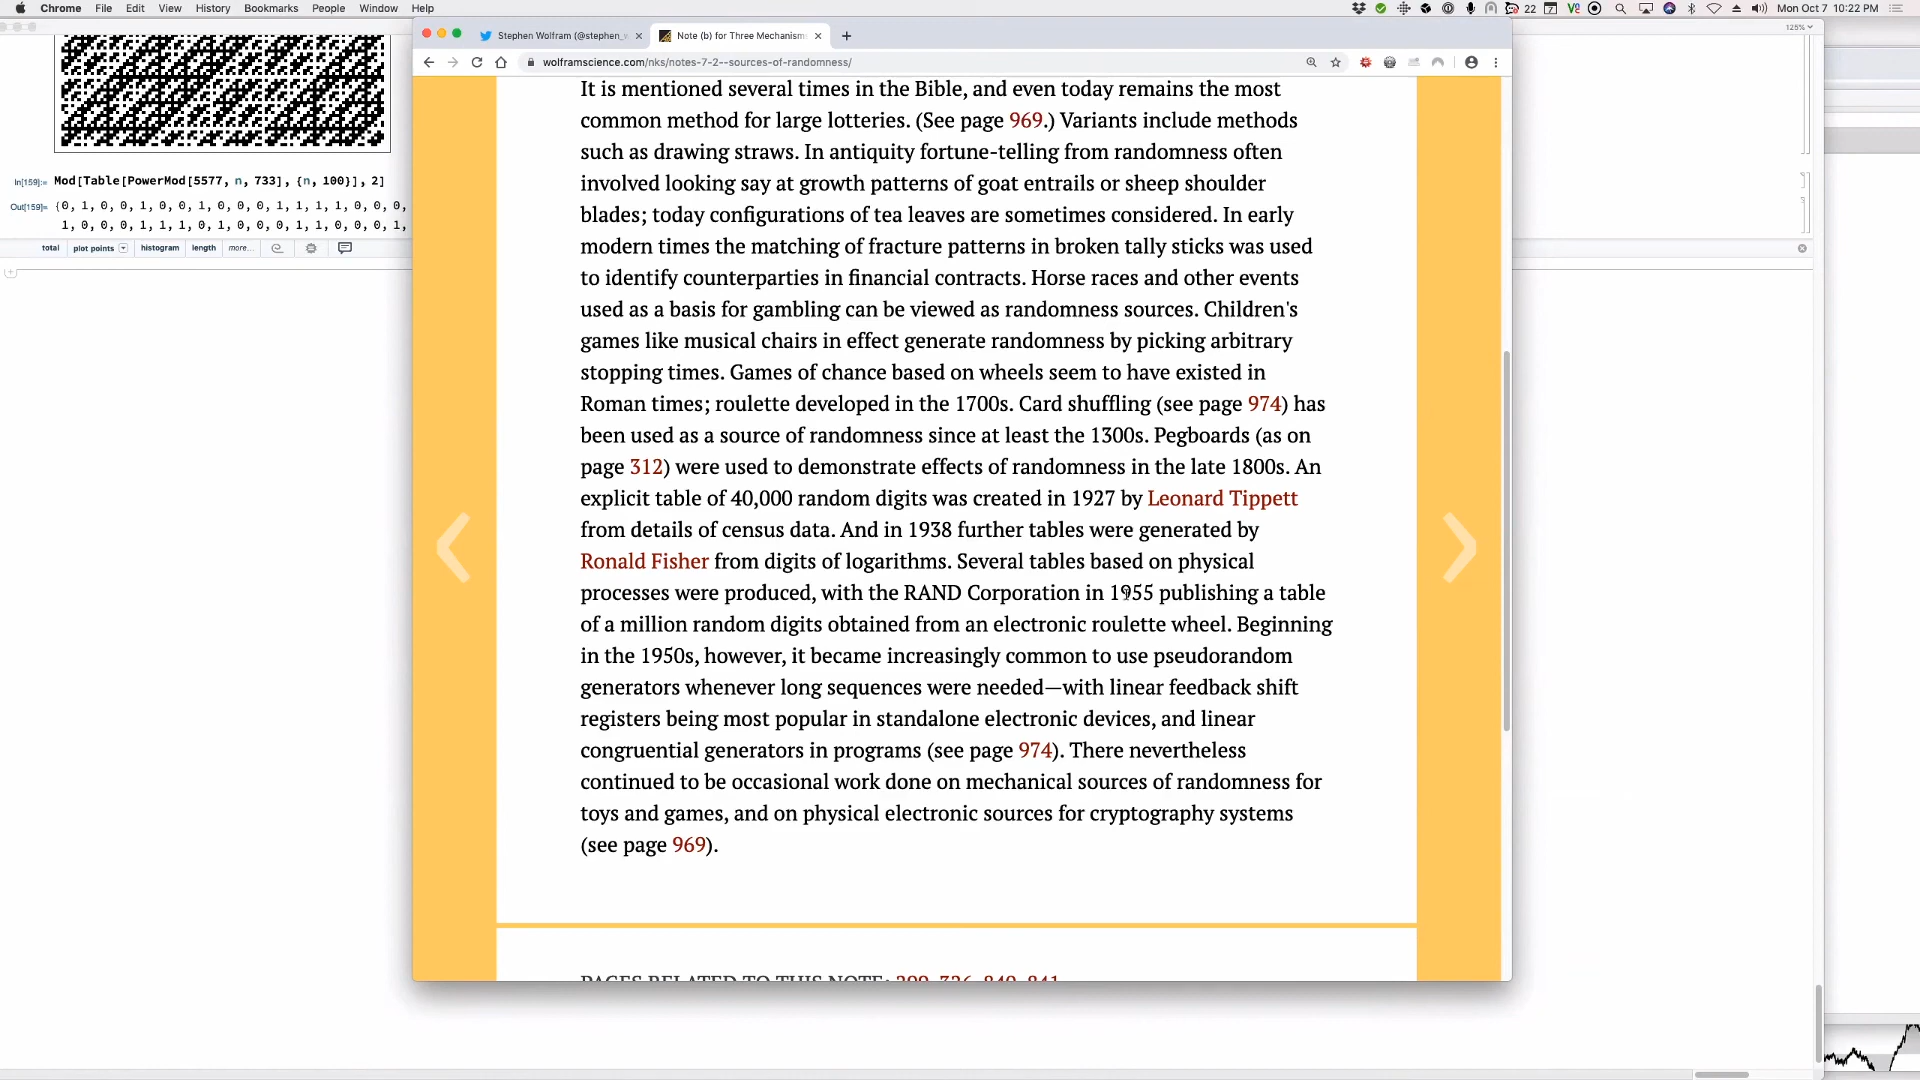 Chrome File Edit View History Bookmarks People Window Help
22 Mon Oct 7 10:22 PM
125%
Stephen Wolfram (@stephen_w
Note (b) for Three Mechanisms
wolframscience.com/nks/notes-7-2--sources-of-randomness/
In[159]:= Mod[Table[PowerMod[5577, n, 733], {n, 100}], 2]
Out[159]= {0, 1, 0, 0, 1, 0, 0, 1, 0, 0, 0, 1, 1, 1, 1, 0, 0, 0,
1, 0, 0, 0, 1, 1, 1, 0, 1, 0, 0, 0, 1, 1, 0, 0, 0, 1,
total plot points histogram length more...
It is mentioned several times in the Bible, and even today remains the most
common method for large lotteries. (See page 969.) Variants include methods
such as drawing straws. In antiquity fortune-telling from randomness often
involved looking say at growth patterns of goat entrails or sheep shoulder
blades; today configurations of tea leaves are sometimes considered. In early
modern times the matching of fracture patterns in broken tally sticks was used
to identify counterparties in financial contracts. Horse races and other events
used as a basis for gambling can be viewed as randomness sources. Children's
games like musical chairs in effect generate randomness by picking arbitrary
stopping times. Games of chance based on wheels seem to have existed in
Roman times; roulette developed in the 1700s. Card shuffling (see page 974) has
been used as a source of randomness since at least the 1300s. Pegboards (as on
page 312) were used to demonstrate effects of randomness in the late 1800s. An
explicit table of 40,000 random digits was created in 1927 by Leonard Tippett
from details of census data. And in 1938 further tables were generated by
Ronald Fisher from digits of logarithms. Several tables based on physical
processes were produced, with the RAND Corporation in 1955 publishing a table
of a million random digits obtained from an electronic roulette wheel. Beginning
in the 1950s, however, it became increasingly common to use pseudorandom
generators whenever long sequences were needed—with linear feedback shift
registers being most popular in standalone electronic devices, and linear
congruential generators in programs (see page 974). There nevertheless
continued to be occasional work done on mechanical sources of randomness for
toys and games, and on physical electronic sources for cryptography systems
(see page 969).
PAGES RELATED TO THIS NOTE: